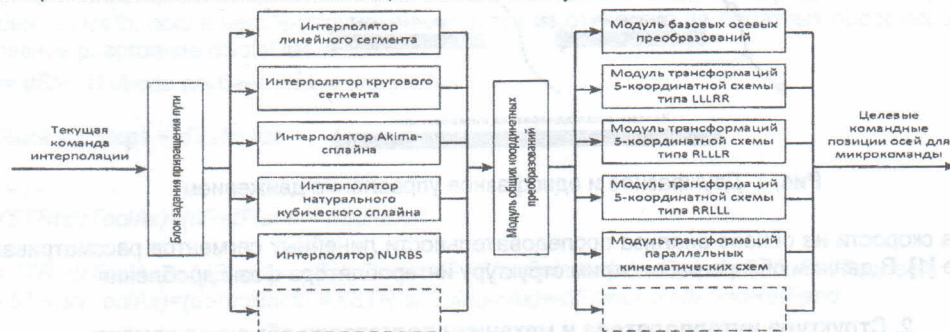 Текущая
команда
интерполяции
Блок задания приращения пути
Интерполятор
линейного сегмента
Интерполятор кругового
сегмента
Интерполятор Akima-
сплайна
Интерполятор
натурального
кубического сплайна
Интерполятор NURBS
Модуль общих координатных
преобразований
Модуль базовых осевых
преобразований
Модуль трансформаций
5-координатной схемы
типа LLLRR
Модуль трансформаций
5-координатной схемы
типа RLLLR
Модуль трансформаций
5-координатной схемы
типа RRLLL
Модуль трансформаций
параллельных
кинематических схем
Целевые
командные
позиции осей для
микрокоманды